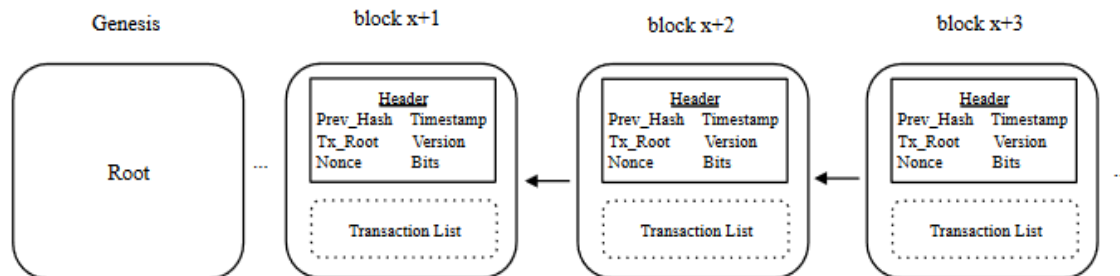 Genesis
block x+1
block x+2
block x+3
Root
...
Header
Prev_Hash Timestamp
Tx_Root Version
Nonce Bits
Transaction List
Header
Prev_Hash Timestamp
Tx_Root Version
Nonce Bits
Transaction List
Header
Prev_Hash Timestamp
Tx_Root Version
Nonce Bits
Transaction List
...